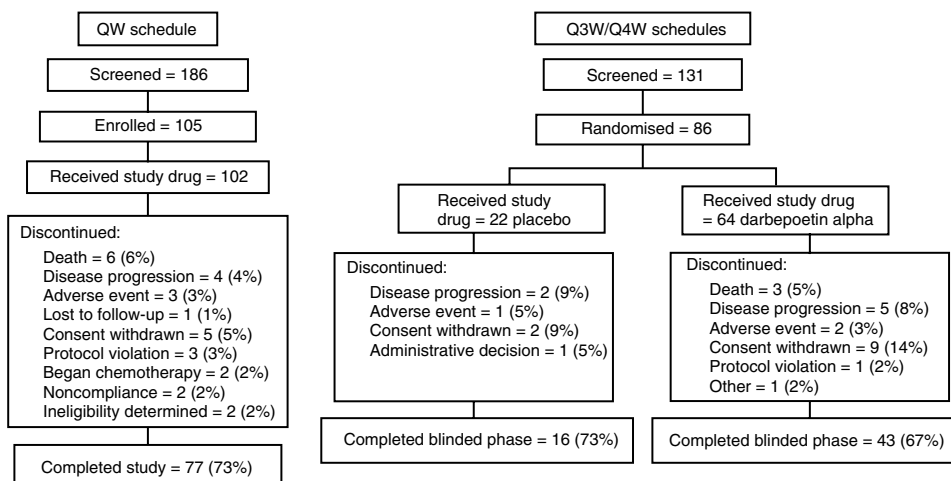 QW schedule
Screened = 186
Enrolled = 105
Received study drug = 102
Discontinued:
Death = 6 (6%)
Disease progression = 4 (4%)
Adverse event = 3 (3%)
Lost to follow-up = 1 (1%)
Consent withdrawn = 5 (5%)
Protocol violation = 3 (3%)
Began chemotherapy = 2 (2%)
Noncompliance = 2 (2%)
Ineligibility determined = 2 (2%)
Completed study = 77 (73%)
Q3W/Q4W schedules
Screened = 131
Randomised = 86
Received study
drug = 22 placebo
Discontinued:
Disease progression = 2 (9%)
Adverse event = 1 (5%)
Consent withdrawn = 2 (9%)
Administrative decision = 1 (5%)
Completed blinded phase = 16 (73%)
Received study drug
= 64 darbepoetin alpha
Discontinued:
Death = 3 (5%)
Disease progression = 5 (8%)
Adverse event = 2 (3%)
Consent withdrawn = 9 (14%)
Protocol violation = 1 (2%)
Other = 1 (2%)
Completed blinded phase = 43 (67%)